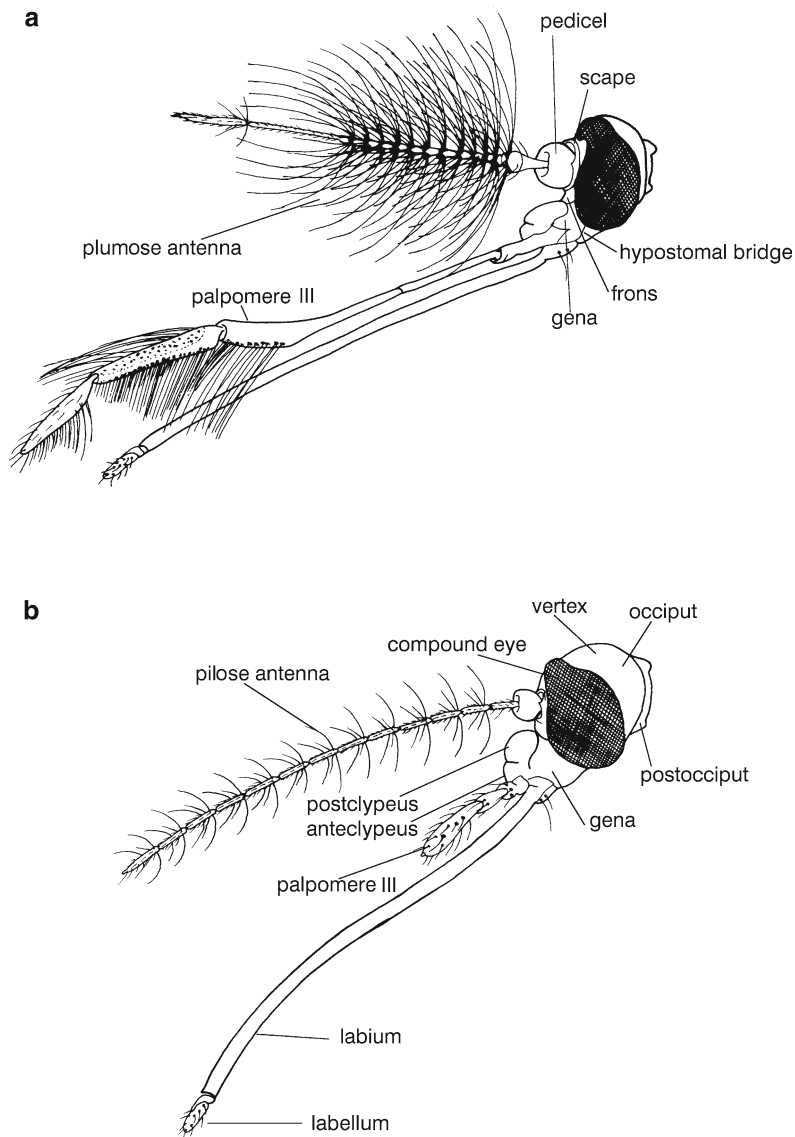 a
pedicel
scape
plumose antenna
hypostomal bridge
palpomere III
frons
gena
b
vertex
occiput
compound eye
pilose antenna
postocciput
postclypeus
anteclypeus
gena
palpomere III
labium
labellum